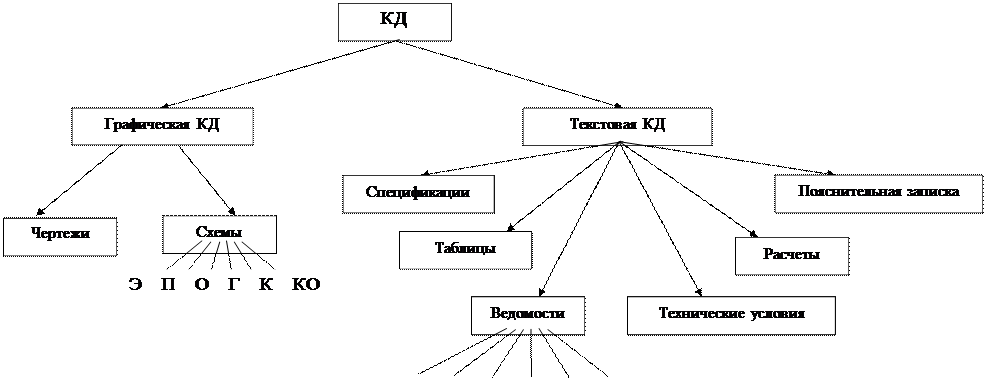 КД
Графическая КД
Текстовая КД
Спецификации
Пояснительная записка
Чертежи
Схемы
Таблицы
Расчеты
Э П О Г К КО
Ведомости
Технические условия